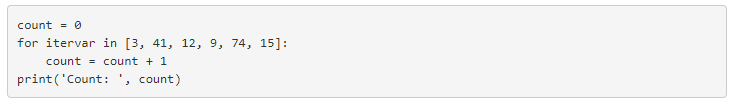 count = 0
for itervar in [3, 41, 12, 9, 74, 15]:
    count = count + 1
print('Count: ', count)